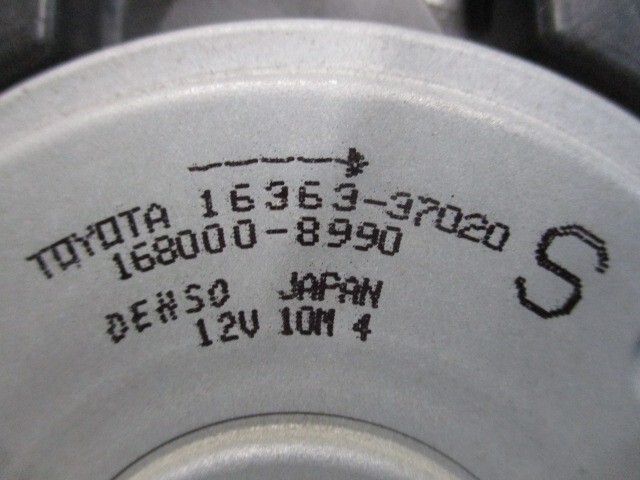 TOYOTA 16363-37020
168000-8990
DENSO JAPAN
12V 10M 4
S